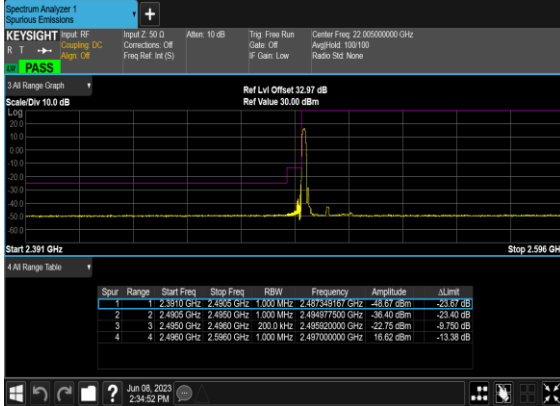 Spectrum Analyzer 1
Spurious Emissions
+
KEYSIGHT Input: RF Input Z: 50 Ω Atten: 10 dB Trig: Free Run Center Freq: 22.005000000 GHz
R T Coupling: DC Corrections: Off Gate: Off Avg|Hold: 100/100
Align: Off Freq Ref: Int (S) IF Gain: Low Radio Std: None
PASS
3 All Range Graph Ref Lvl Offset 32.97 dB
Scale/Div 10.0 dB Ref Value 30.00 dBm
Log
20.0
10.0
0.00
-10.0
-20.0
-30.0
-40.0
-50.0
-60.0
Start 2.391 GHz Stop 2.596 GH
4 All Range Table
Spur Range Start Freq Stop Freq RBW Frequency Amplitude ΔLimit
1 1 2.3910 GHz 2.4905 GHz 1.000 MHz 2.487349167 GHz -48.67 dBm -23.67 dB
2 2 2.4905 GHz 2.4950 GHz 1.000 MHz 2.494977500 GHz -36.40 dBm -23.40 dB
3 3 2.4950 GHz 2.4960 GHz 200.0 kHz 2.495920000 GHz -22.75 dBm -9.750 dB
4 4 2.4960 GHz 2.5960 GHz 1.000 MHz 2.497000000 GHz 16.62 dBm -13.38 dB
? Jun 08, 2023
2:34:52 PM